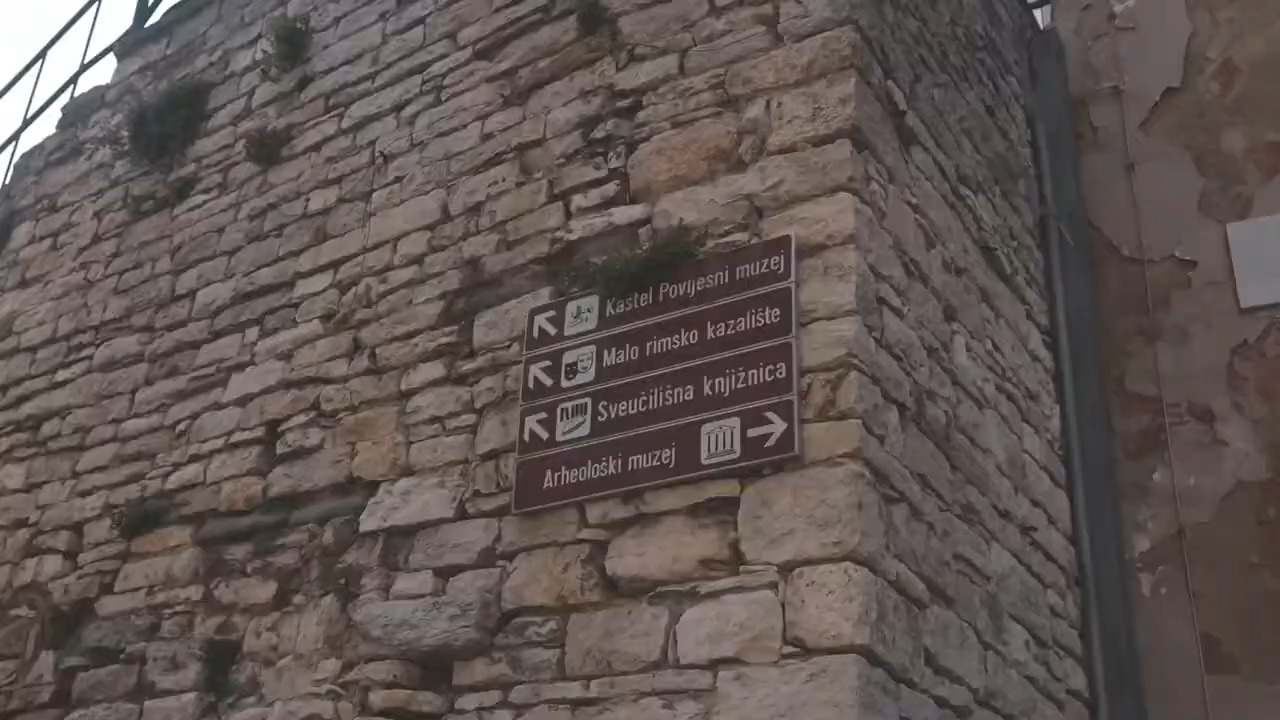 Kastel Povijesni muzej
Malo rimsko kazalište
Sveučilišna knjižnica
Arheološki muzej